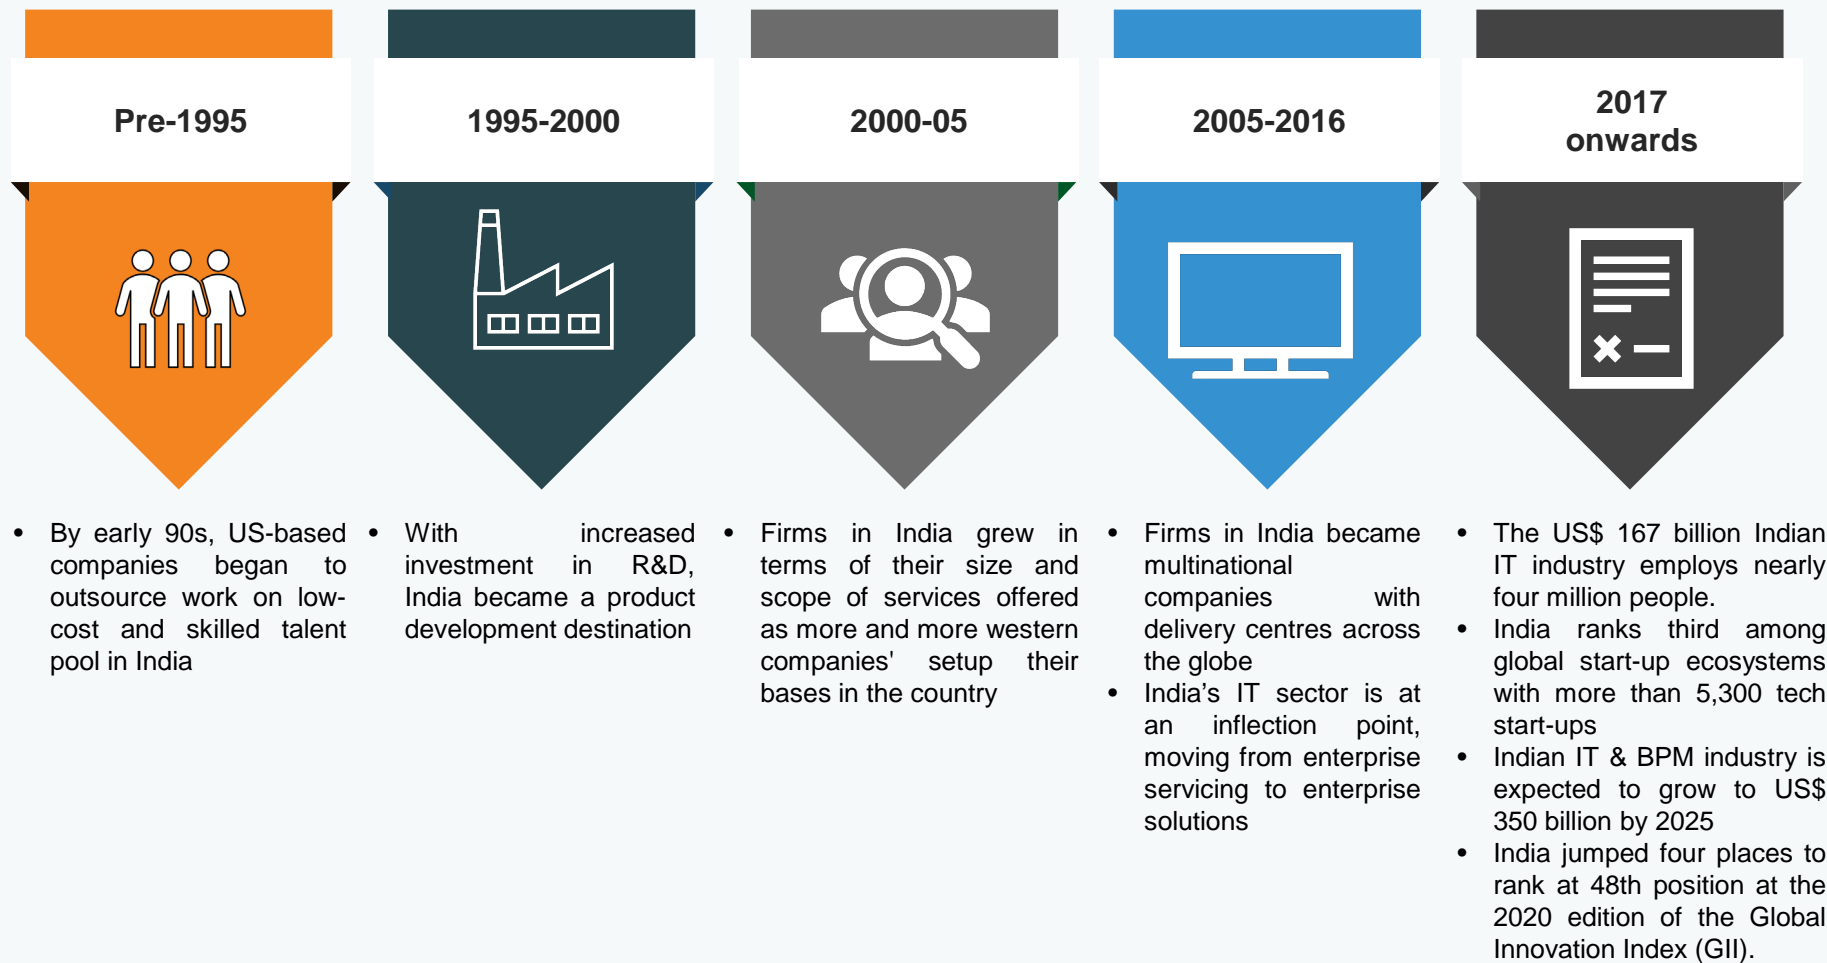 Pre-1995
1995-2000
2000-05
2005-2016
2017
onwards
• By early 90s, US-based
companies began to
outsource work on low-
cost and skilled talent
pool in India
• With increased
investment in R&D,
India became a product
development destination
• Firms in India grew in
terms of their size and
scope of services offered
as more and more western
companies' setup their
bases in the country
• Firms in India became
multinational
companies with
delivery centres across
the globe
• India’s IT sector is at
an inflection point,
moving from enterprise
servicing to enterprise
solutions
• The US$ 167 billion Indian
IT industry employs nearly
four million people.
• India ranks third among
global start-up ecosystems
with more than 5,300 tech
start-ups
• Indian IT & BPM industry is
expected to grow to US$
350 billion by 2025
• India jumped four places to
rank at 48th position at the
2020 edition of the Global
Innovation Index (GII).